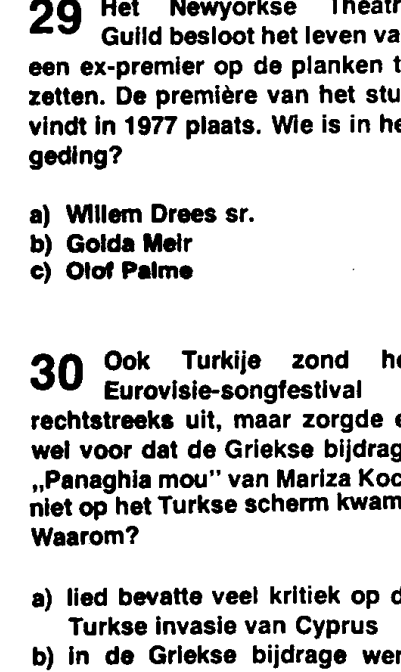 29 Het Newyorkse Theatr
Guild besloot het leven va
een ex-premier op de planken t
zetten. De première van het stu
vindt in 1977 plaats. Wie is in he
geding?
a) Willem Drees sr.
b) Golda Meir
c) Olof Palme
30 Ook Turkije zond he
Eurovisie-songfestival
rechtstreeks uit, maar zorgde e
wel voor dat de Griekse bijdrag
„Panaghia mou” van Mariza Koc
niet op het Turkse scherm kwam
Waarom?
a) lied bevatte veel kritiek op d
Turkse invasie van Cyprus
b) in de Griekse bijdrage wer